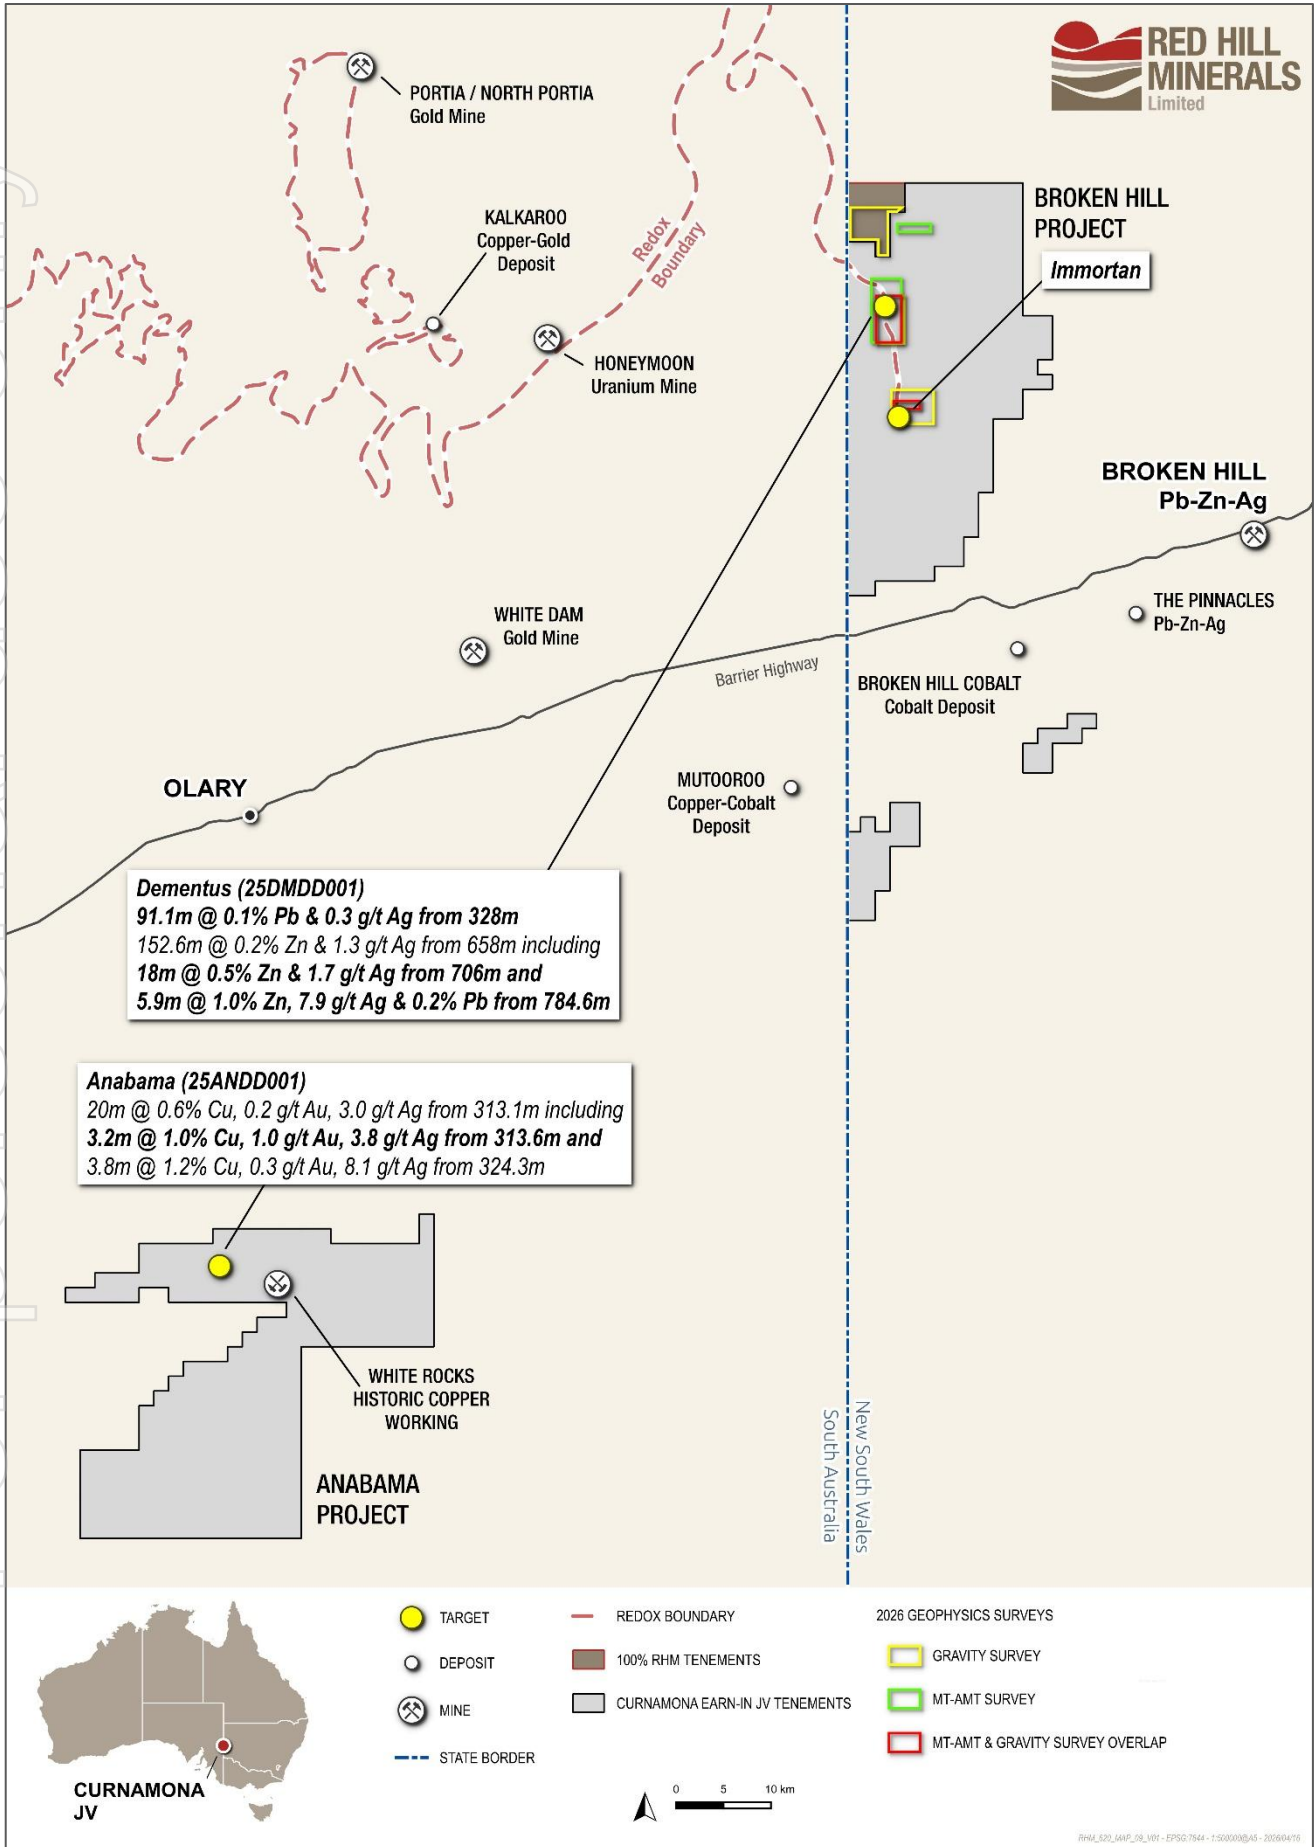 RED HILL
MINERALS
Limited
PORTIA / NORTH PORTIA
Gold Mine
KALKAROO
Copper-Gold
Deposit
Redox
Boundary
HONEYMOON
Uranium Mine
BROKEN HILL
PROJECT
Immortan
BROKEN HILL
Pb-Zn-Ag
THE PINNACLES
Pb-Zn-Ag
WHITE DAM
Gold Mine
Barrier Highway
BROKEN HILL COBALT
Cobalt Deposit
MUTOOROO
Copper-Cobalt
Deposit
OLARY
Dementus (25DMDD001)
91.1m @ 0.1% Pb & 0.3 g/t Ag from 328m
152.6m @ 0.2% Zn & 1.3 g/t Ag from 658m including
18m @ 0.5% Zn & 1.7 g/t Ag from 706m and
5.9m @ 1.0% Zn, 7.9 g/t Ag & 0.2% Pb from 784.6m
Anabama (25ANDD001)
20m @ 0.6% Cu, 0.2 g/t Au, 3.0 g/t Ag from 313.1m including
3.2m @ 1.0% Cu, 1.0 g/t Au, 3.8 g/t Ag from 313.6m and
3.8m @ 1.2% Cu, 0.3 g/t Au, 8.1 g/t Ag from 324.3m
WHITE ROCKS
HISTORIC COPPER
WORKING
ANABAMA
PROJECT
South Australia
New South Wales
CURNAMONA
JV
TARGET
DEPOSIT
MINE
STATE BORDER
REDOX BOUNDARY
100% RHM TENEMENTS
CURNAMONA EARN-IN JV TENEMENTS
2026 GEOPHYSICS SURVEYS
GRAVITY SURVEY
MT-AMT SURVEY
MT-AMT & GRAVITY SURVEY OVERLAP
0 5 10 km